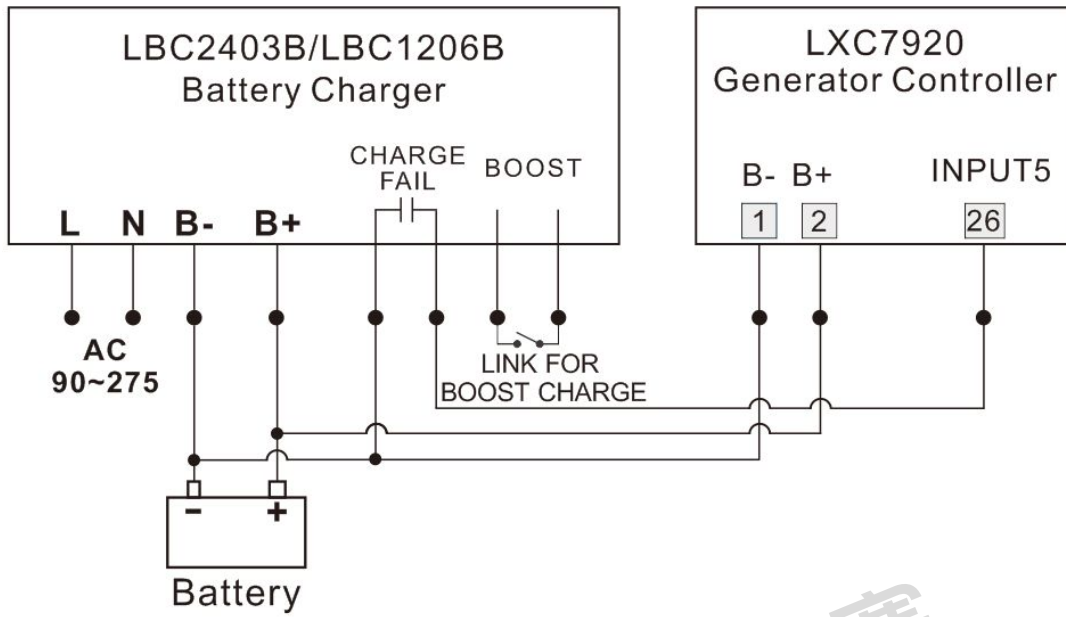 LBC2403B/LBC1206B
Battery Charger
CHARGE
FAIL
BOOST
L N B- B+
AC
90~275
LINK FOR
BOOST CHARGE
- +
Battery
LXC7920
Generator Controller
B- B+ INPUT5
1 2 26